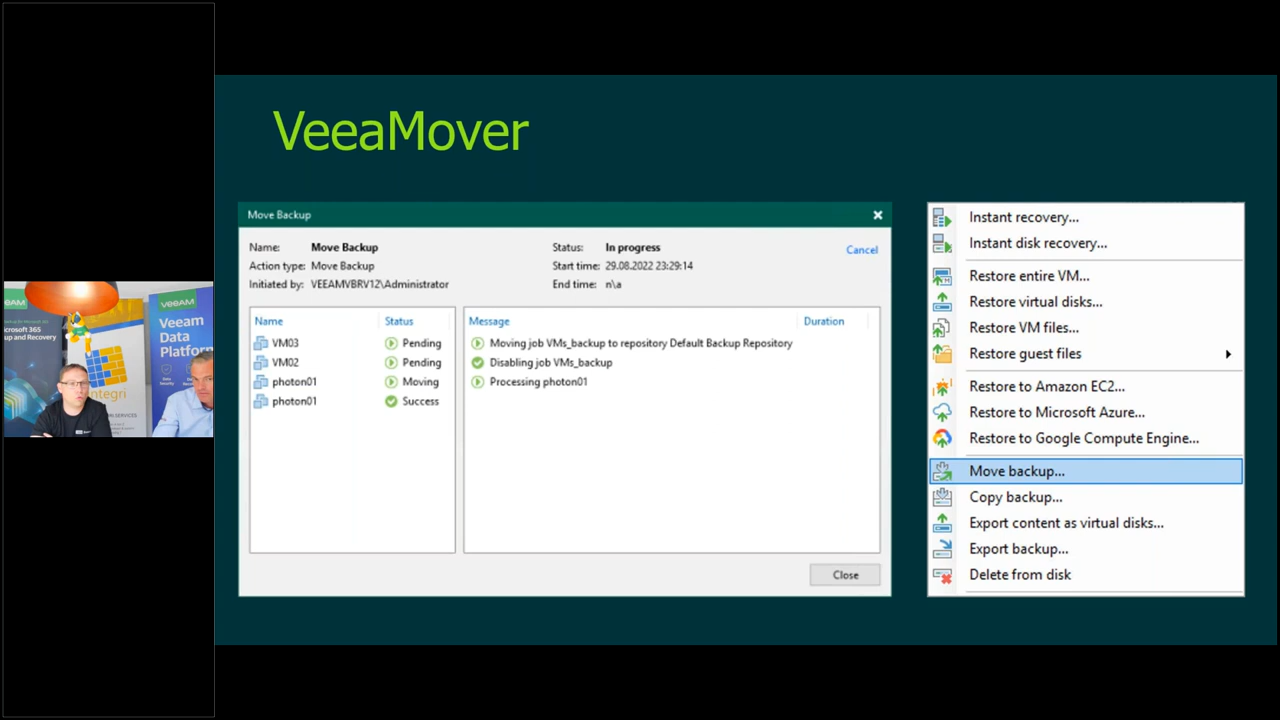 VeeaMover
Move Backup
Name: Move Backup
Action type: Move Backup
Initiated by: VEEAMVBRV12\Administrator
Status: In progress
Start time: 29.08.2022 23:29:14
End time: n\a
Cancel
Name Status
VM03 Pending
VM02 Pending
photon01 Moving
photon01 Success
Message Duration
Moving job VMs_backup to repository Default Backup Repository
Disabling job VMs_backup
Processing photon01
Close
Instant recovery...
Instant disk recovery...
Restore entire VM...
Restore virtual disks...
Restore VM files...
Restore guest files
Restore to Amazon EC2...
Restore to Microsoft Azure...
Restore to Google Compute Engine...
Move backup...
Copy backup...
Export content as virtual disks...
Export backup...
Delete from disk
veeAM
Veeam
Data
Platfor
integri